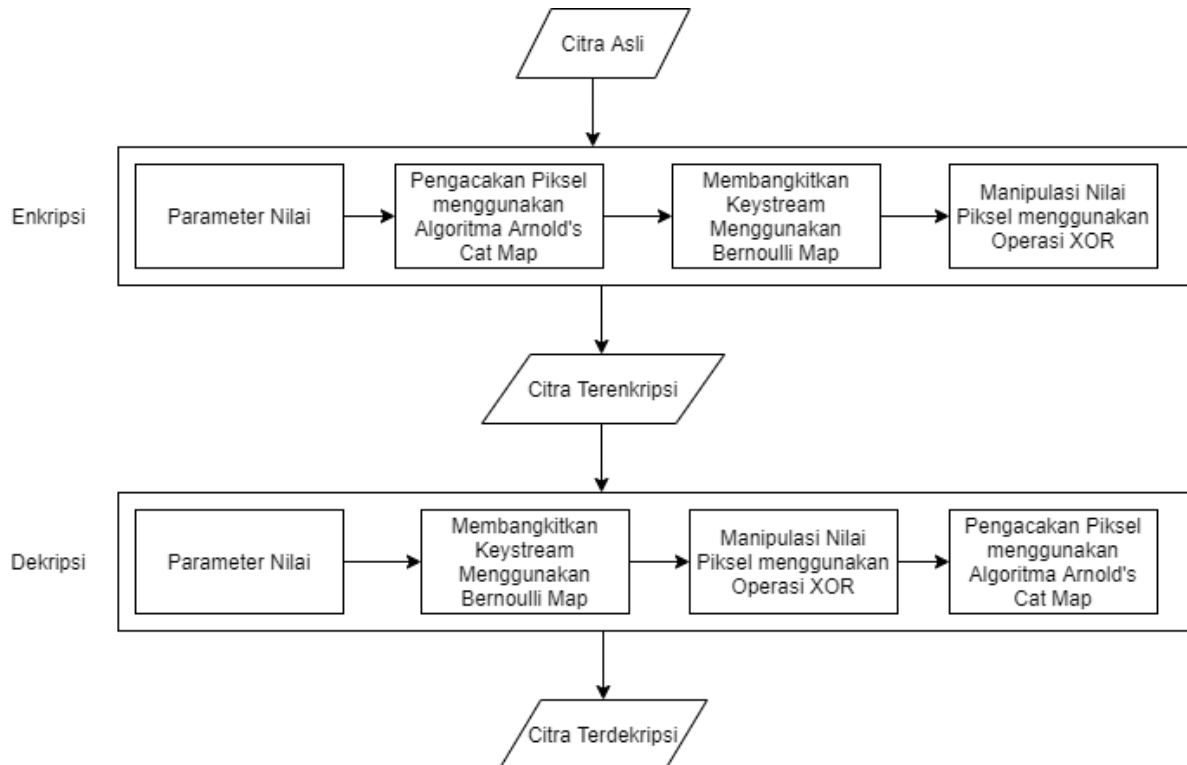 Citra Asli
Enkripsi
Parameter Nilai
Pengacakan Piksel
menggunakan
Algoritma Arnold's
Cat Map
Membangkitkan
Keystream
Menggunakan
Bernoulli Map
Manipulasi Nilai
Piksel menggunakan
Operasi XOR
Citra Terenkripsi
Dekripsi
Parameter Nilai
Membangkitkan
Keystream
Menggunakan
Bernoulli Map
Manipulasi Nilai
Piksel menggunakan
Operasi XOR
Pengacakan Piksel
menggunakan
Algoritma Arnold's
Cat Map
Citra Terdekripsi